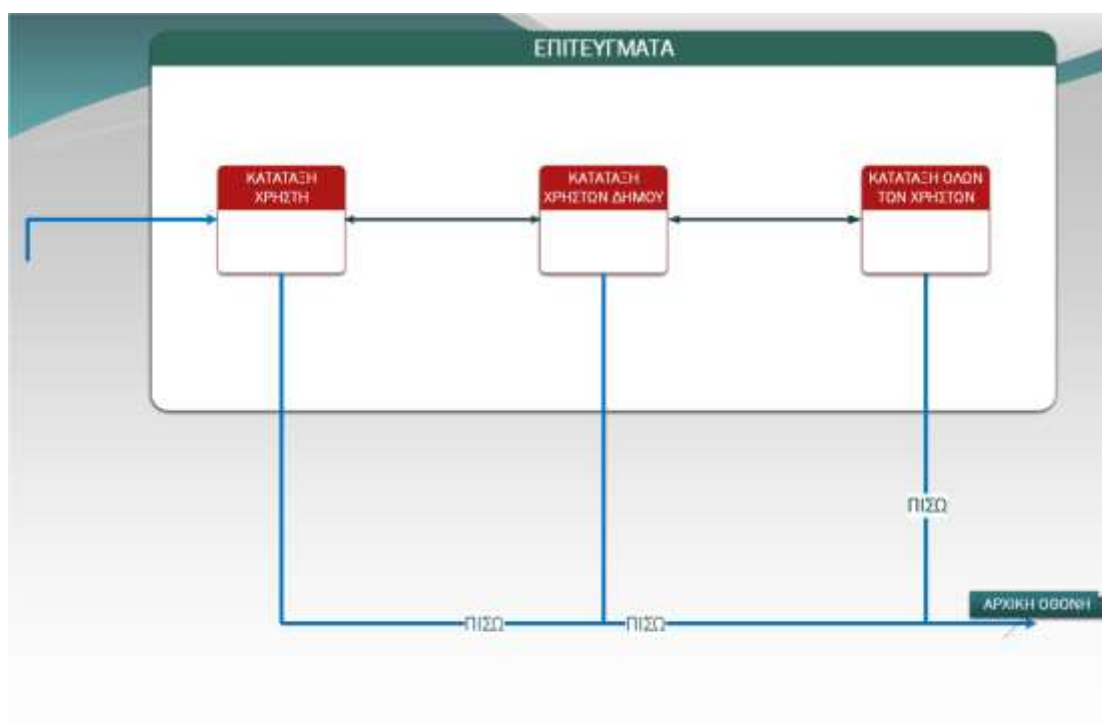 ΕΠΙΤΕΥΓΜΑΤΑ
ΚΑΤΑΤΑΞΗ
ΧΡΗΣΤΗ
ΚΑΤΑΤΑΞΗ
ΧΡΗΣΤΩΝ ΔΗΜΟΥ
ΚΑΤΑΤΑΞΗ ΟΛΩΝ
ΤΩΝ ΧΡΗΣΤΩΝ
ΠΙΣΩ
ΑΡΧΙΚΗ ΟΘΟΝΗ
ΠΙΣΩ
ΠΙΣΩ